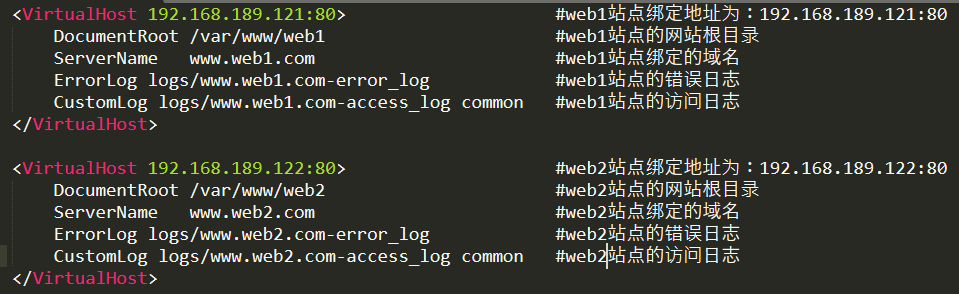 <VirtualHost 192.168.189.121:80> #web1站点绑定地址为：192.168.189.121:80
DocumentRoot /var/www/web1 #web1站点的网站根目录
ServerName www.web1.com #web1站点绑定的域名
ErrorLog logs/www.web1.com-error_log #web1站点的错误日志
CustomLog logs/www.web1.com-access_log common #web1站点的访问日志
</VirtualHost>
<VirtualHost 192.168.189.122:80> #web2站点绑定地址为：192.168.189.122:80
DocumentRoot /var/www/web2 #web2站点的网站根目录
ServerName www.web2.com #web2站点绑定的域名
ErrorLog logs/www.web2.com-error_log #web2站点的错误日志
CustomLog logs/www.web2.com-access_log common #web2站点的访问日志
</VirtualHost>